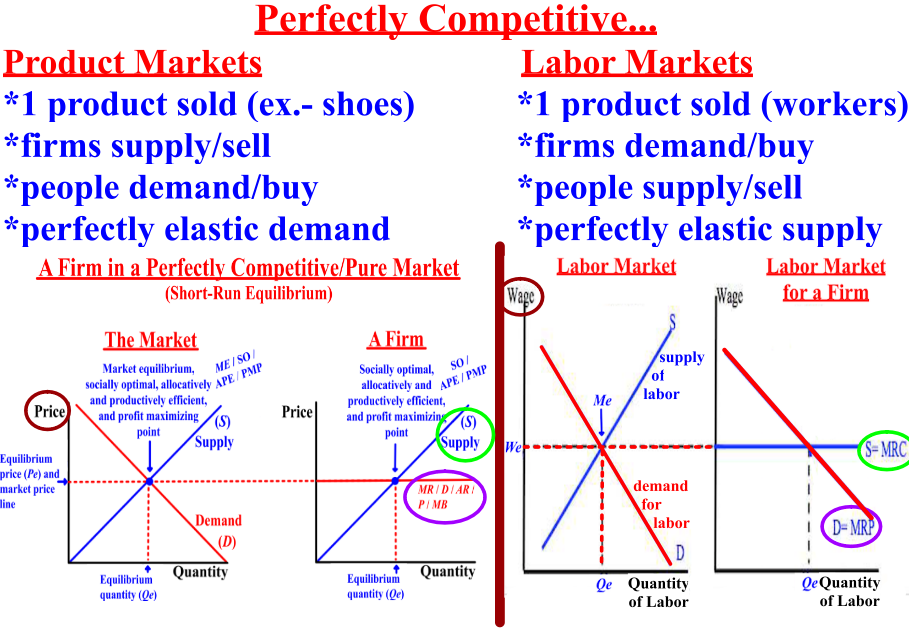 Perfectly Competitive...
Product Markets
*1 product sold (ex.- shoes)
*firms supply/sell
*people demand/buy
*perfectly elastic demand
Labor Markets
*1 product sold (workers)
*firms demand/buy
*people supply/sell
*perfectly elastic supply
A Firm in a Perfectly Competitive/Pure Market
(Short-Run Equilibrium)
The Market
Market equilibrium,
socially optimal, allocatively
and productively efficient,
and profit maximizing
point
ME / SO /
APE / PMP
(S)
Supply
Price
Equilibrium
price (Pe) and
market price
line
Demand
(D)
Quantity
Equilibrium
quantity (Qe)
A Firm
Socially optimal,
allocatively and
productively efficient,
and profit maximizing
point
SO /
APE / PMP
(S)
Supply
Price
MR / D / AR /
P / MB
Quantity
Equilibrium
quantity (Qe)
Labor Market
Wage
S
supply
of
labor
Me
We
demand
for
labor
D
Qe
Quantity
of Labor
Labor Market
for a Firm
Wage
S= MRC
D= MRP
Qe
Quantity
of Labor